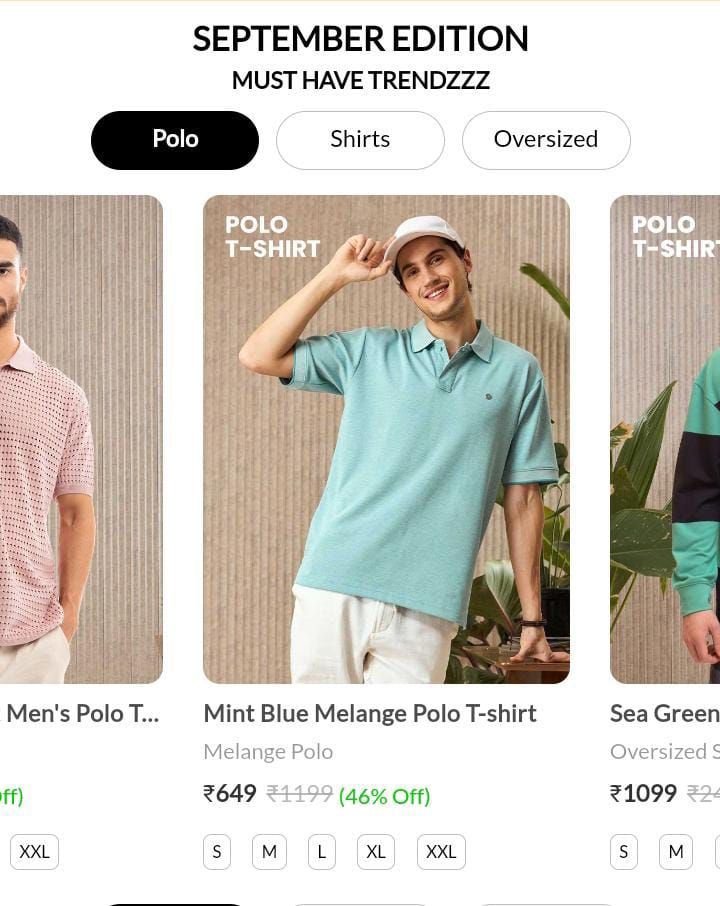 SEPTEMBER EDITION
MUST HAVE TRENDZZZ
Polo
Shirts
Oversized
POLO
T-SHIRT
POLO
T-SHIRT
Men's Polo T...
Mint Blue Melange Polo T-shirt
Sea Green
Melange Polo
Oversized S
ff)
₹649 ₹1199 (46% Off)
₹1099 ₹24
XXL
S M L XL XXL
S M